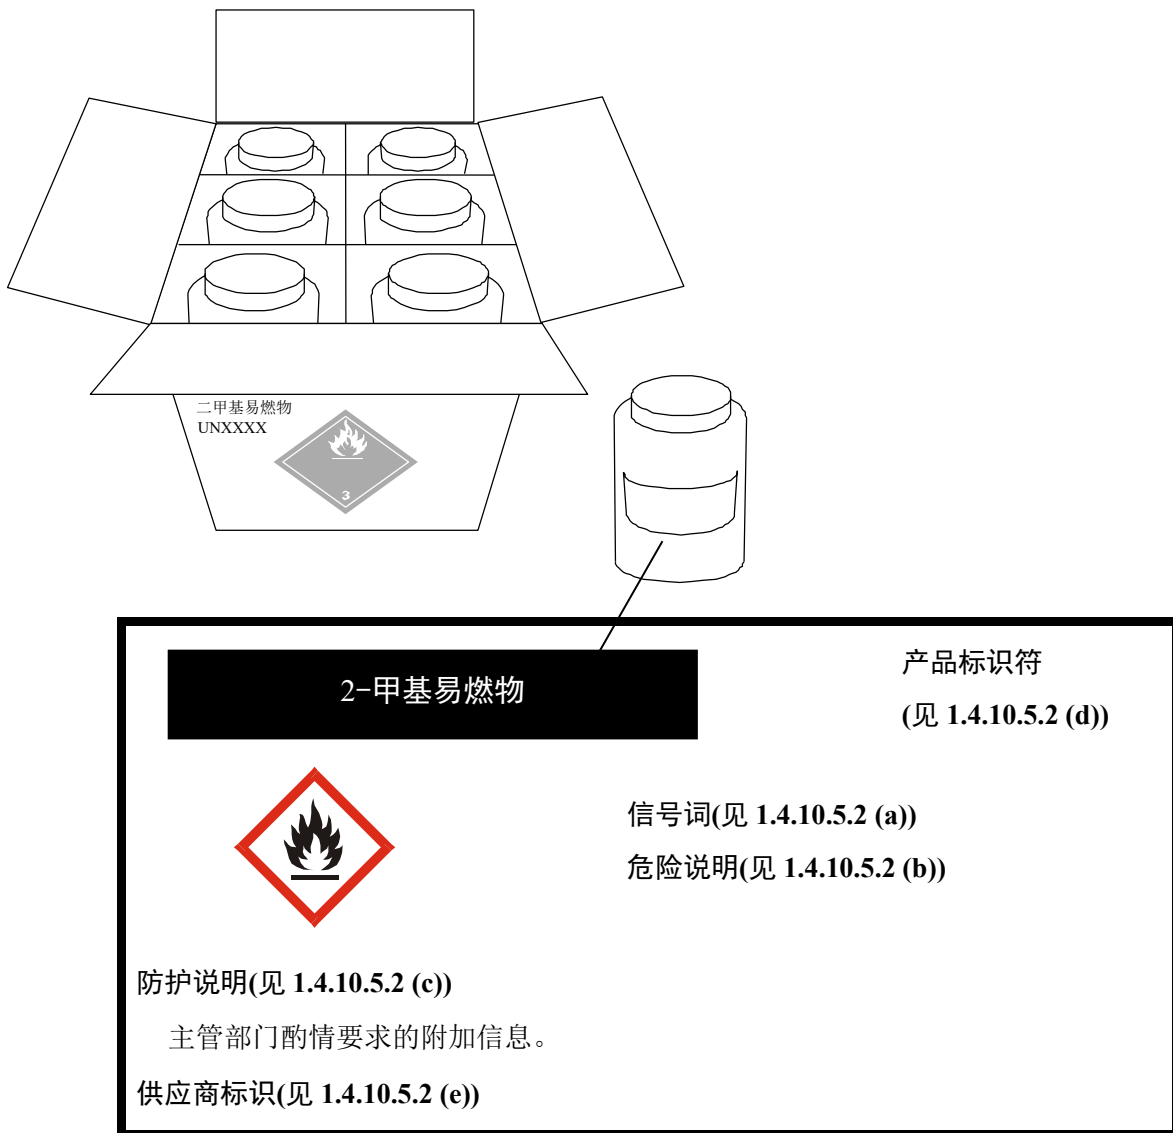 二甲基易燃物
UNXXXX
3
2-甲基易燃物
产品标识符
(见 1.4.10.5.2 (d))
信号词(见 1.4.10.5.2 (a))
危险说明(见 1.4.10.5.2 (b))
防护说明(见 1.4.10.5.2 (c))
主管部门酌情要求的附加信息。
供应商标识(见 1.4.10.5.2 (e))